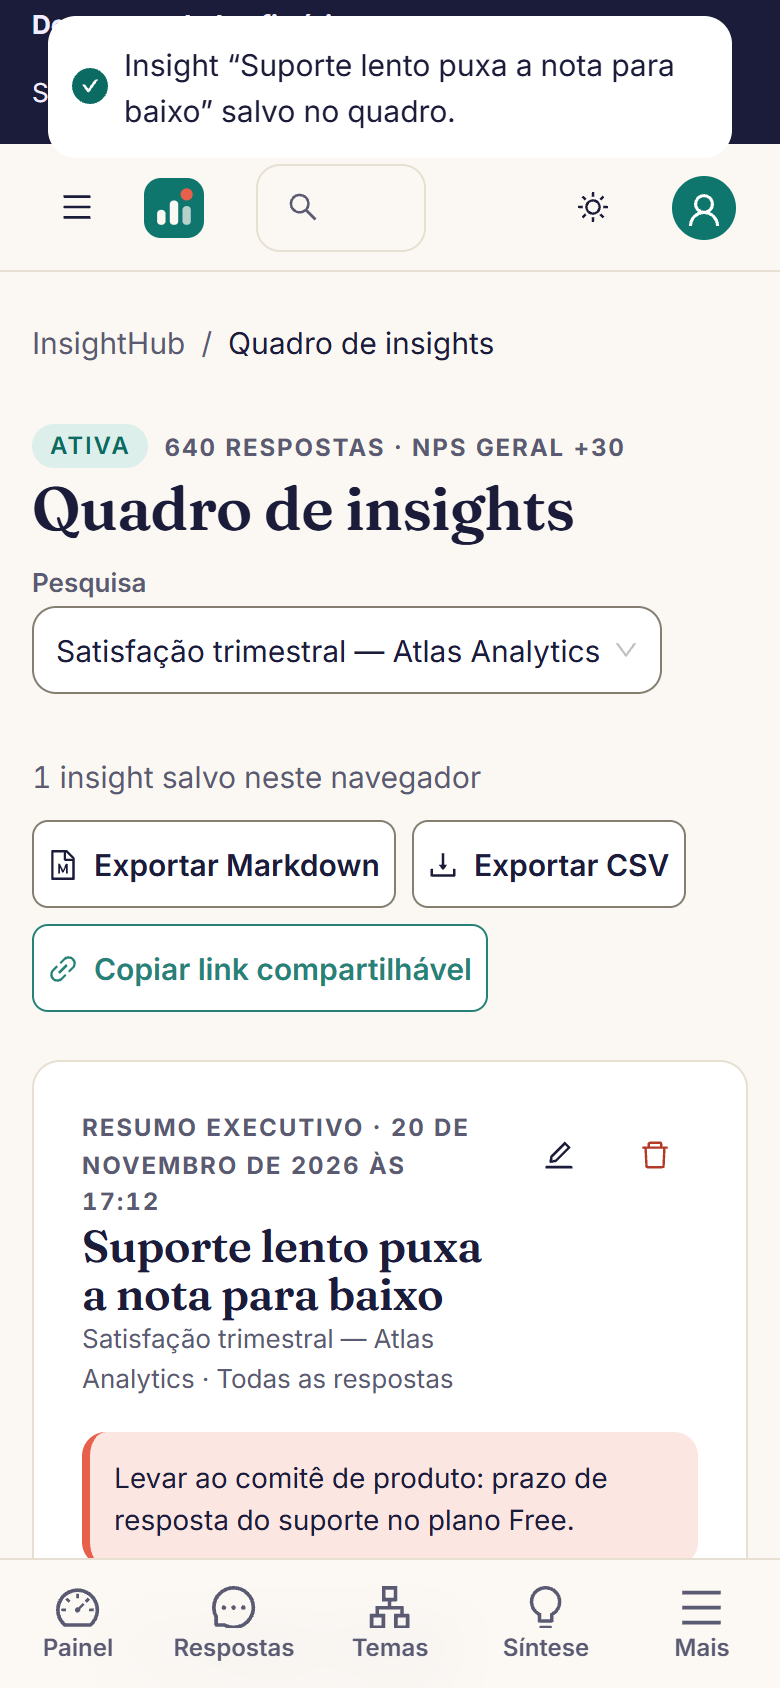 Insight “Suporte lento puxa a nota para
baixo” salvo no quadro.
InsightHub / Quadro de insights
ATIVA 640 RESPOSTAS · NPS GERAL +30
Quadro de insights
Pesquisa
Satisfação trimestral — Atlas Analytics
1 insight salvo neste navegador
Exportar Markdown Exportar CSV
Copiar link compartilhável
RESUMO EXECUTIVO · 20 DE
NOVEMBRO DE 2026 ÀS
17:12
Suporte lento puxa
a nota para baixo
Satisfação trimestral — Atlas
Analytics · Todas as respostas
Levar ao comitê de produto: prazo de
resposta do suporte no plano Free.
Painel Respostas Temas Síntese Mais